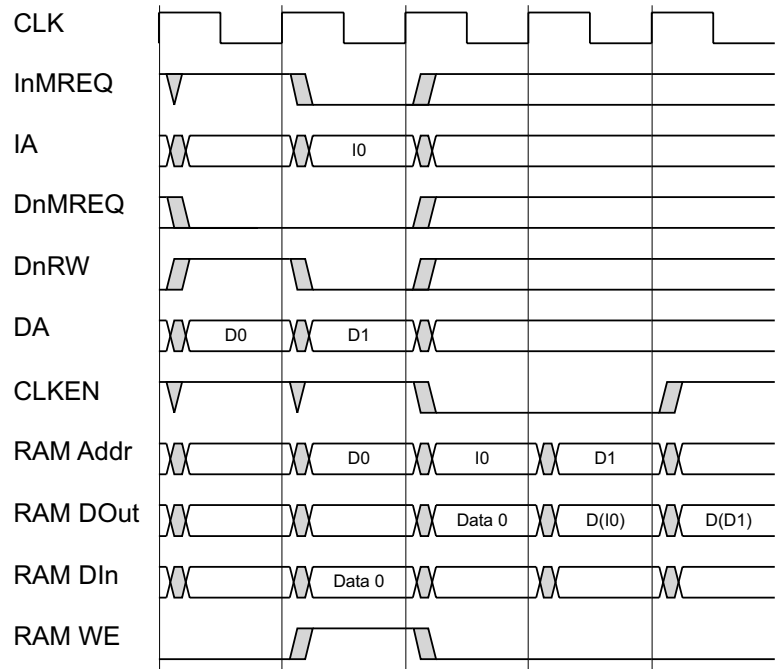 CLK
InMREQ
IA I0
DnMREQ
DnRW
DA D0 D1
CLKEN
RAM Addr D0 I0 D1
RAM DOut Data 0 D(I0) D(D1)
RAM DIn Data 0
RAM WE